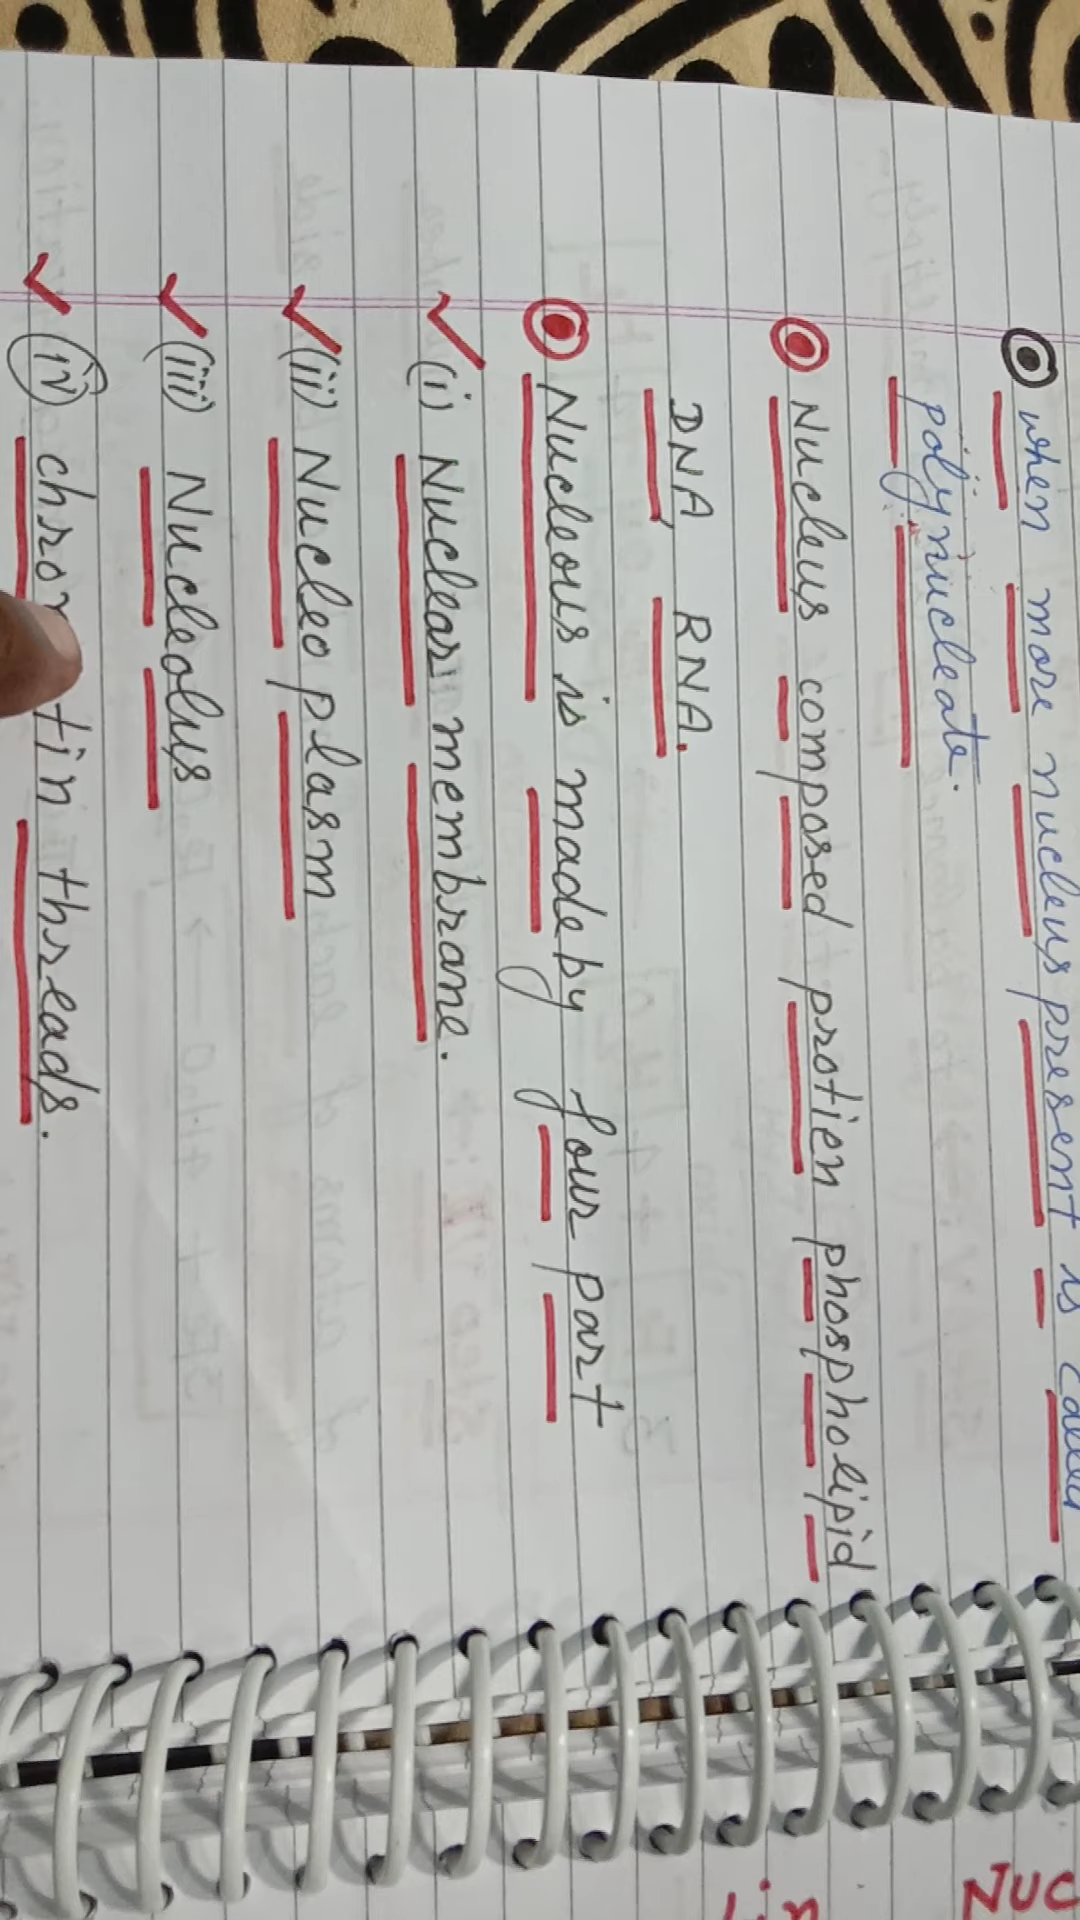 when more nucleus present is called
polynucleate.
Nucleus composed protien phospholipid
DNA, RNA.
Nucleous is made by four part
(i) Nuclear membrane.
(ii) Nucleo plasm
(iii) Nucleolus
(iv) chro tin threads.
NUC